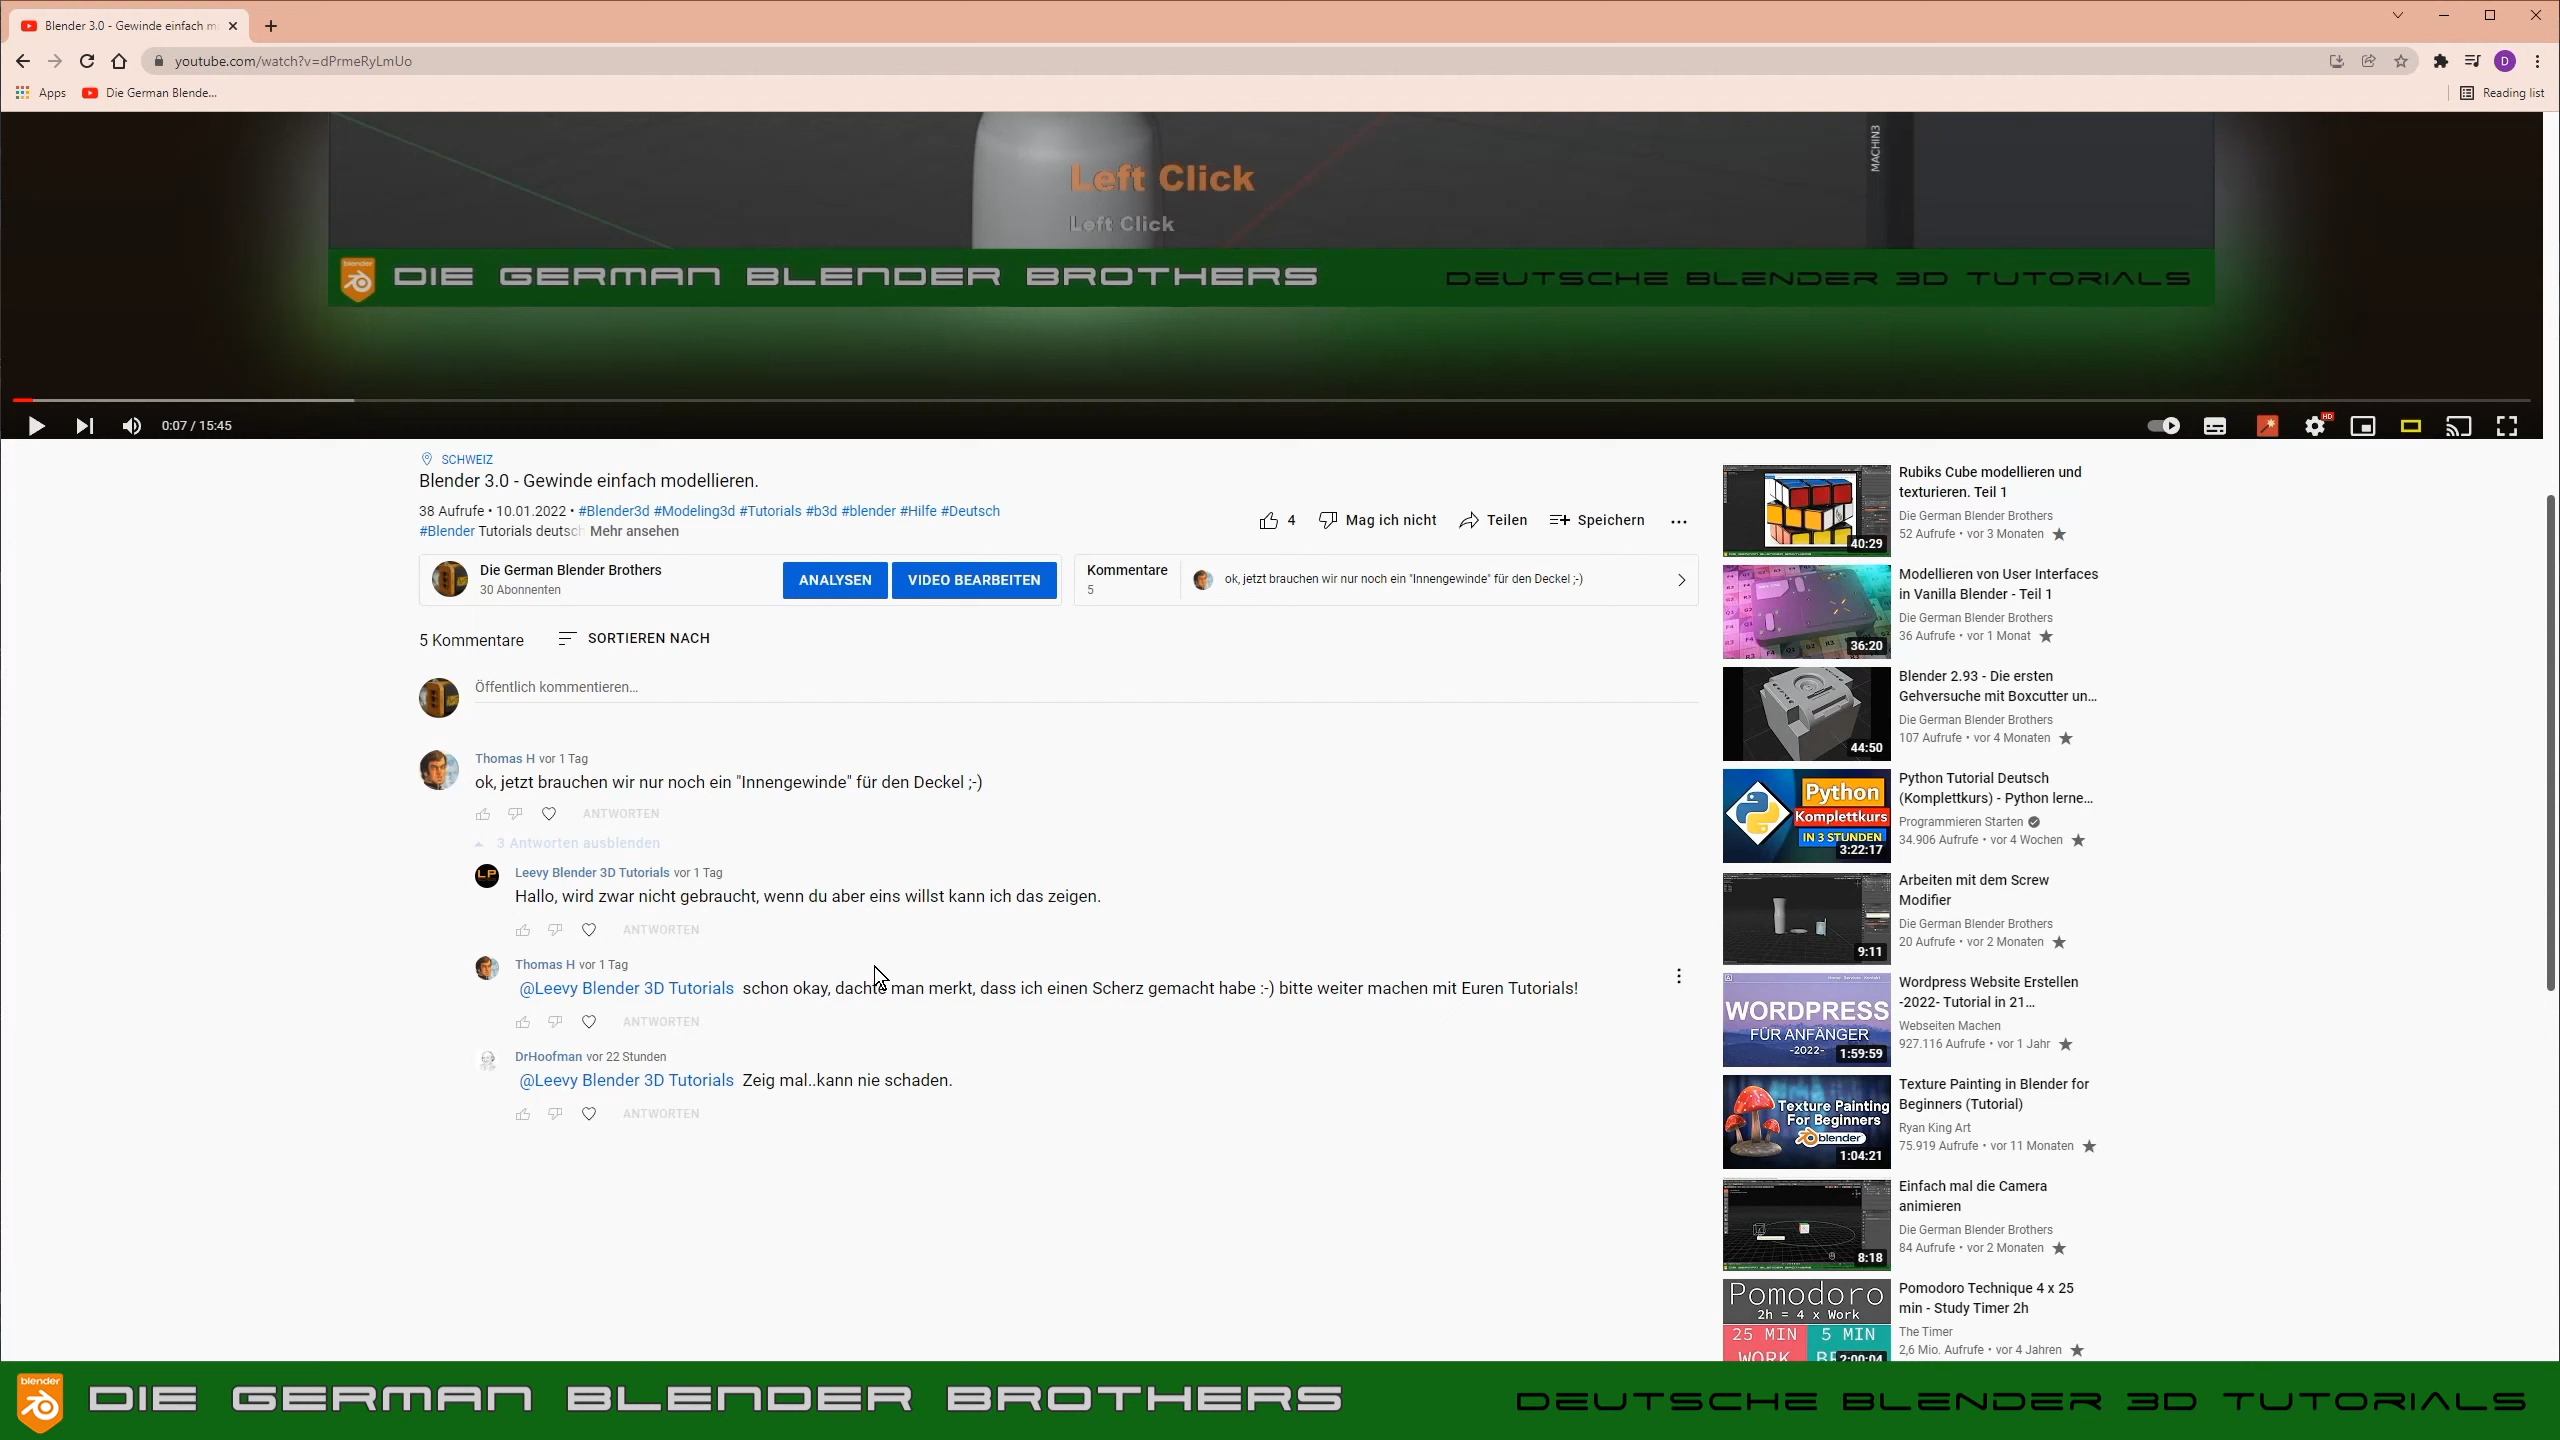 Blender 3.0 - Gewinde einfach m
youtube.com/watch?v=dPrmeRyLmUo
Apps
Die German Blende...
Reading list
MACHIN3
Left Click
Left Click
blender
DIE GERMAN BLENDER BROTHERS
DEUTSCHE BLENDER 3D TUTORIALS
0:07 / 15:45
HD
SCHWEIZ
Blender 3.0 - Gewinde einfach modellieren.
38 Aufrufe • 10.01.2022 • #Blender3d #Modeling3d #Tutorials #b3d #blender #Hilfe #Deutsch
#Blender Tutorials deutsch Mehr ansehen
4 Mag ich nicht Teilen Speichern
Die German Blender Brothers
30 Abonnenten
ANALYSEN
VIDEO BEARBEITEN
Kommentare
5
ok, jetzt brauchen wir nur noch ein "Innengewinde" für den Deckel ;-)
5 Kommentare
SORTIEREN NACH
Öffentlich kommentieren...
Thomas H vor 1 Tag
ok, jetzt brauchen wir nur noch ein "Innengewinde" für den Deckel ;-)
ANTWORTEN
3 Antworten ausblenden
LP
Leevy Blender 3D Tutorials vor 1 Tag
Hallo, wird zwar nicht gebraucht, wenn du aber eins willst kann ich das zeigen.
ANTWORTEN
Thomas H vor 1 Tag
@Leevy Blender 3D Tutorials schon okay, dachte man merkt, dass ich einen Scherz gemacht habe :-) bitte weiter machen mit Euren Tutorials!
ANTWORTEN
DrHoofman vor 22 Stunden
@Leevy Blender 3D Tutorials Zeig mal..kann nie schaden.
ANTWORTEN
40:29
Rubiks Cube modellieren und
texturieren. Teil 1
Die German Blender Brothers
52 Aufrufe • vor 3 Monaten
36:20
Modellieren von User Interfaces
in Vanilla Blender - Teil 1
Die German Blender Brothers
36 Aufrufe • vor 1 Monat
44:50
Blender 2.93 - Die ersten
Gehversuche mit Boxcutter un...
Die German Blender Brothers
107 Aufrufe • vor 4 Monaten
Python
Komplettkurs
IN 3 STUNDEN
3:22:17
Python Tutorial Deutsch
(Komplettkurs) - Python lerne...
Programmieren Starten
34.906 Aufrufe • vor 4 Wochen
9:11
Arbeiten mit dem Screw
Modifier
Die German Blender Brothers
20 Aufrufe • vor 2 Monaten
WORDPRESS
FÜR ANFÄNGER
-2022-
1:59:59
Wordpress Website Erstellen
-2022- Tutorial in 21...
Webseiten Machen
927.116 Aufrufe • vor 1 Jahr
Texture Painting
For Beginners
blender
1:04:21
Texture Painting in Blender for
Beginners (Tutorial)
Ryan King Art
75.919 Aufrufe • vor 11 Monaten
8:18
Einfach mal die Camera
animieren
Die German Blender Brothers
84 Aufrufe • vor 2 Monaten
Pomodoro
2h = 4 x Work
25 MIN
WORK
5 MIN
2:00:04
Pomodoro Technique 4 x 25
min - Study Timer 2h
The Timer
2,6 Mio. Aufrufe • vor 4 Jahren
blender
DIE GERMAN BLENDER BROTHERS
DEUTSCHE BLENDER 3D TUTORIALS